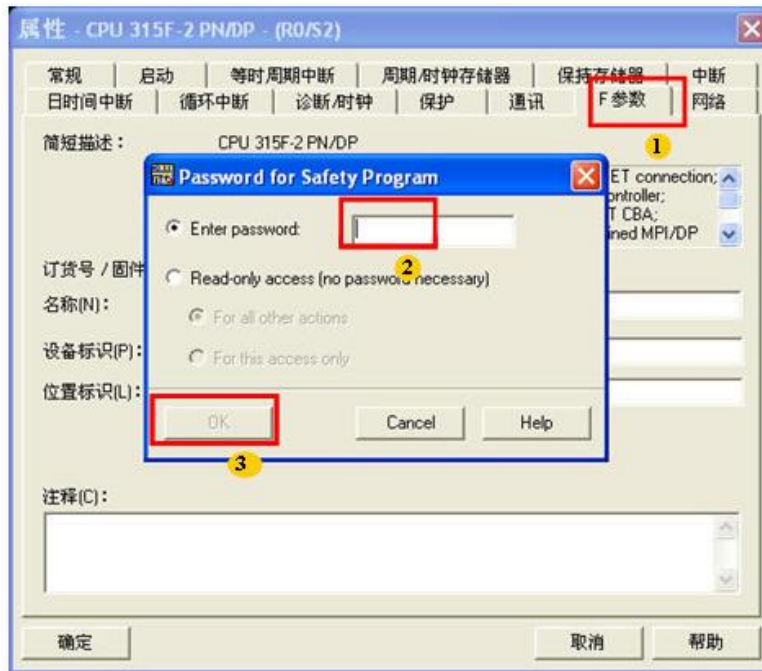 属性 - CPU 315F-2 PN/DP - (R0/S2)
常规 启动 等时周期中断 周期/时钟存储器 保持存储器 中断
日时间中断 循环中断 诊断/时钟 保护 通讯 F 参数 网络
1
简短描述： CPU 315F-2 PN/DP
ET connection;
ontroller;
T CBA;
ined MPI/DP
Password for Safety Program
Enter password:
2
Read-only access (no password necessary)
For all other actions
For this access only
OK Cancel Help
3
订货号 / 固件
名称(N)：
设备标识(P)：
位置标识(L)：
注释(C)：
确定 取消 帮助